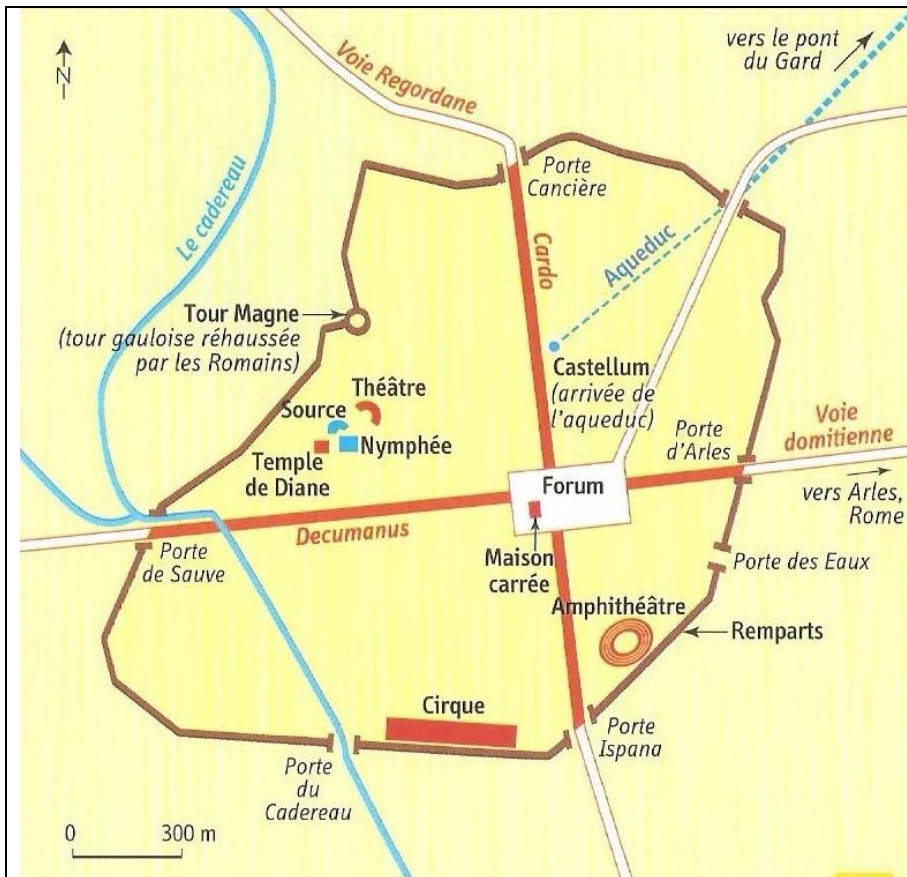 vers le pont
du Gard
N
Voie Regordane
Porte
Cancière
Le cadereau
Cardo
Aqueduc
Tour Magne
(tour gauloise réhaussée
par les Romains)
Théâtre
Source
Nymphée
Temple
de Diane
Castellum
(arrivée de
l'aqueduc)
Porte
d'Arles
Voie
domitienne
vers Arles,
Rome
Forum
Decumanus
Maison
carrée
Porte
de Sauve
Porte des Eaux
Amphithéâtre
Remparts
Cirque
Porte
Ispana
Porte
du
Cadereau
0 300 m